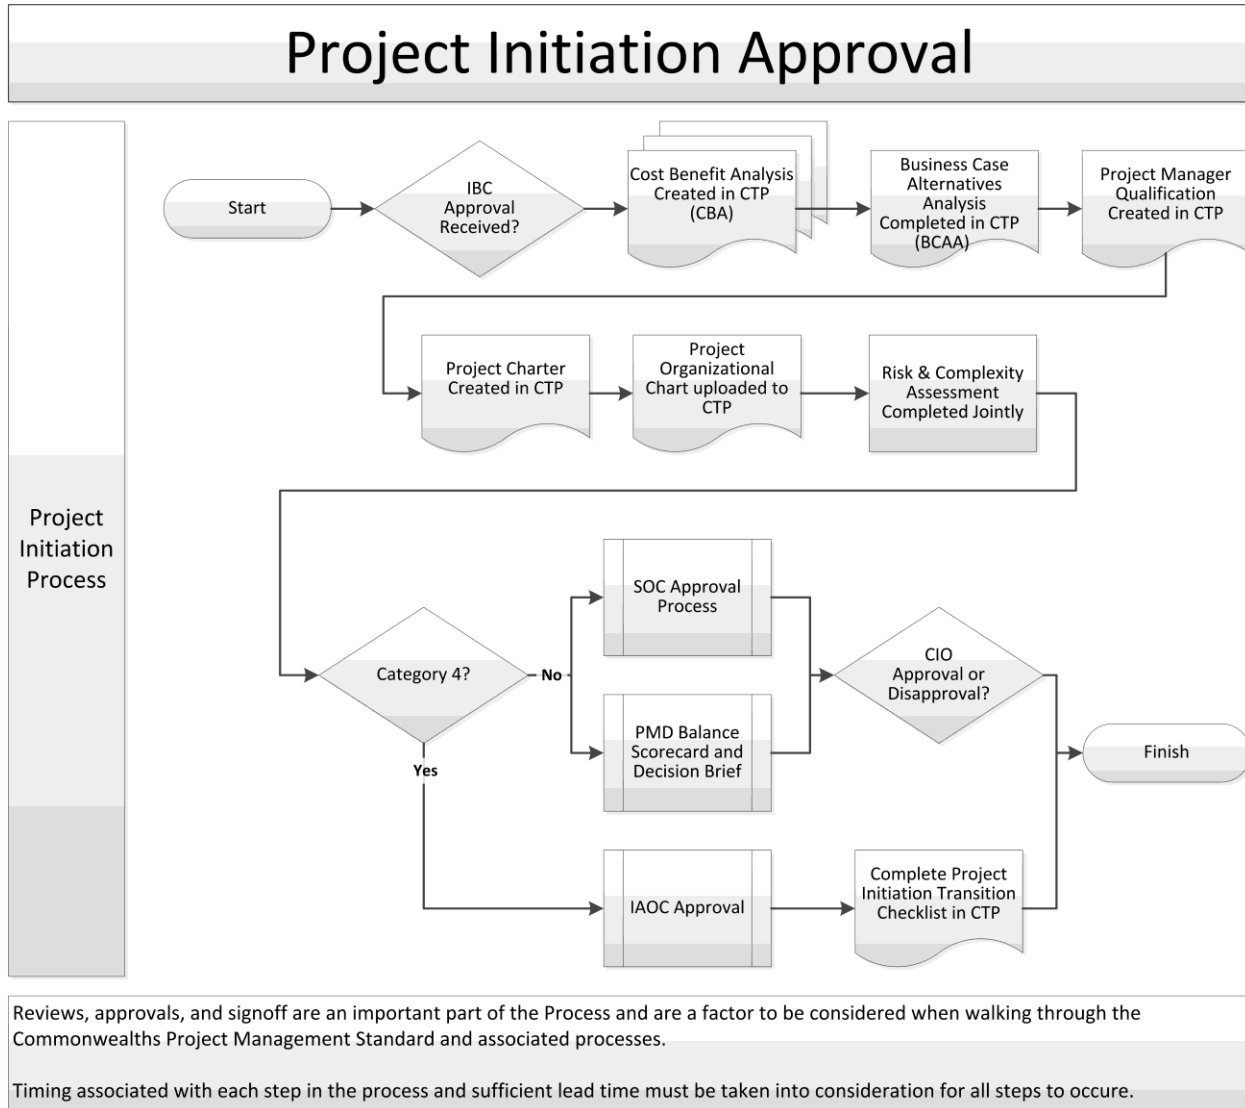 Project Initiation Approval
Project
Initiation
Process
Start
IBC
Approval
Received?
Cost Benefit Analysis
Created in CTP
(CBA)
Business Case
Alternatives
Analysis
Completed in CTP
(BCAA)
Project Manager
Qualification
Created in CTP
Project Charter
Created in CTP
Project
Organizational
Chart uploaded to
CTP
Risk & Complexity
Assessment
Completed Jointly
Category 4?
No
Yes
SOC Approval
Process
PMD Balance
Scorecard and
Decision Brief
CIO
Approval or
Disapproval?
Finish
IAOC Approval
Complete Project
Initiation Transition
Checklist in CTP
Reviews, approvals, and signoff are an important part of the Process and are a factor to be considered when walking through the
Commonwealths Project Management Standard and associated processes.
Timing associated with each step in the process and sufficient lead time must be taken into consideration for all steps to occure.